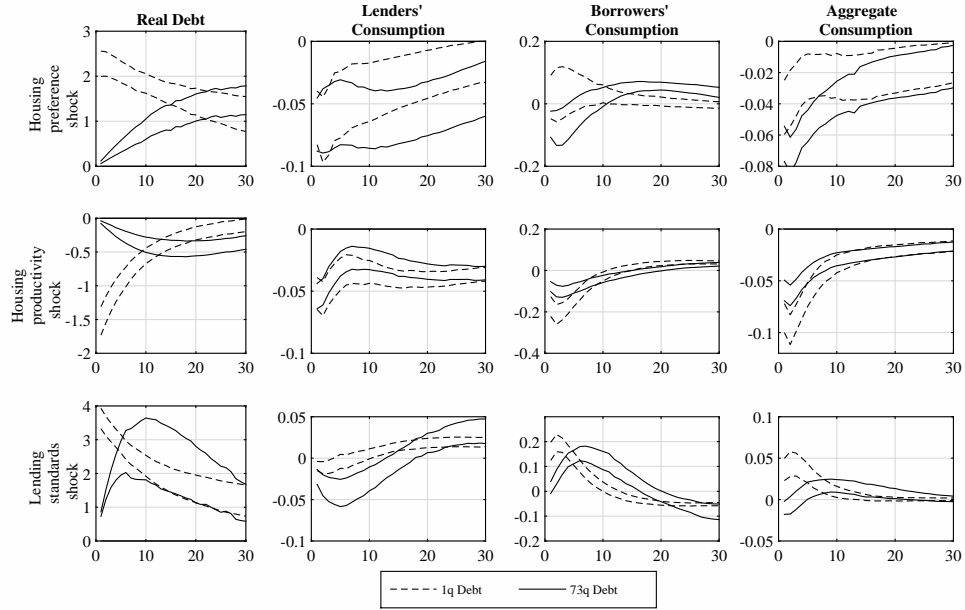 Real Debt
Lenders'
Consumption
Borrowers'
Consumption
Aggregate
Consumption
Housing
preference
shock
3
2
1
0
0 10 20 30
0
-0.05
-0.1
0 10 20 30
0.2
0
-0.2
0 10 20 30
0
-0.02
-0.04
-0.06
-0.08
0 10 20 30
Housing
productivity
shock
0
-0.5
-1
-1.5
-2
0 10 20 30
0
-0.05
-0.1
0 10 20 30
0.2
0
-0.2
-0.4
0 10 20 30
0
-0.05
-0.1
0 10 20 30
Lending
standards
shock
4
3
2
1
0
0 10 20 30
0.05
0
-0.05
-0.1
0 10 20 30
0.2
0.1
0
-0.1
-0.2
0 10 20 30
0.1
0.05
0
-0.05
0 10 20 30
1q Debt
73q Debt